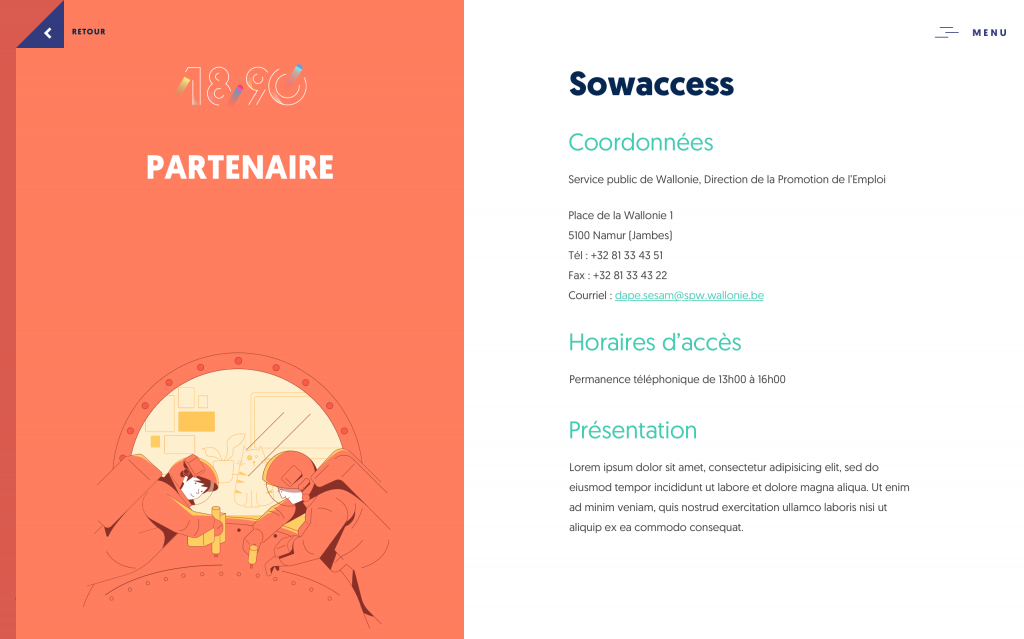 RETOUR
MENU
1890
PARTENAIRE
Sowaccess
Coordonnées
Service public de Wallonie, Direction de la Promotion de l’Emploi
Place de la Wallonie 1
5100 Namur (Jambes)
Tél : +32 81 33 43 51
Fax : +32 81 33 43 22
Courriel : dape.sesam@spw.wallonie.be
Horaires d’accès
Permanence téléphonique de 13h00 à 16h00
Présentation
Lorem ipsum dolor sit amet, consectetur adipisicing elit, sed do
eiusmod tempor incididunt ut labore et dolore magna aliqua. Ut enim
ad minim veniam, quis nostrud exercitation ullamco laboris nisi ut
aliquip ex ea commodo consequat.